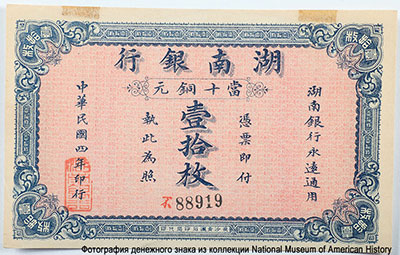 湖南銀行
當十銅元
湖南銀行永遠通用
憑票即付
壹拾枚
執此為照
中華民國四年印行
88919
Фотография денежного знака из коллекции National Museum of American History